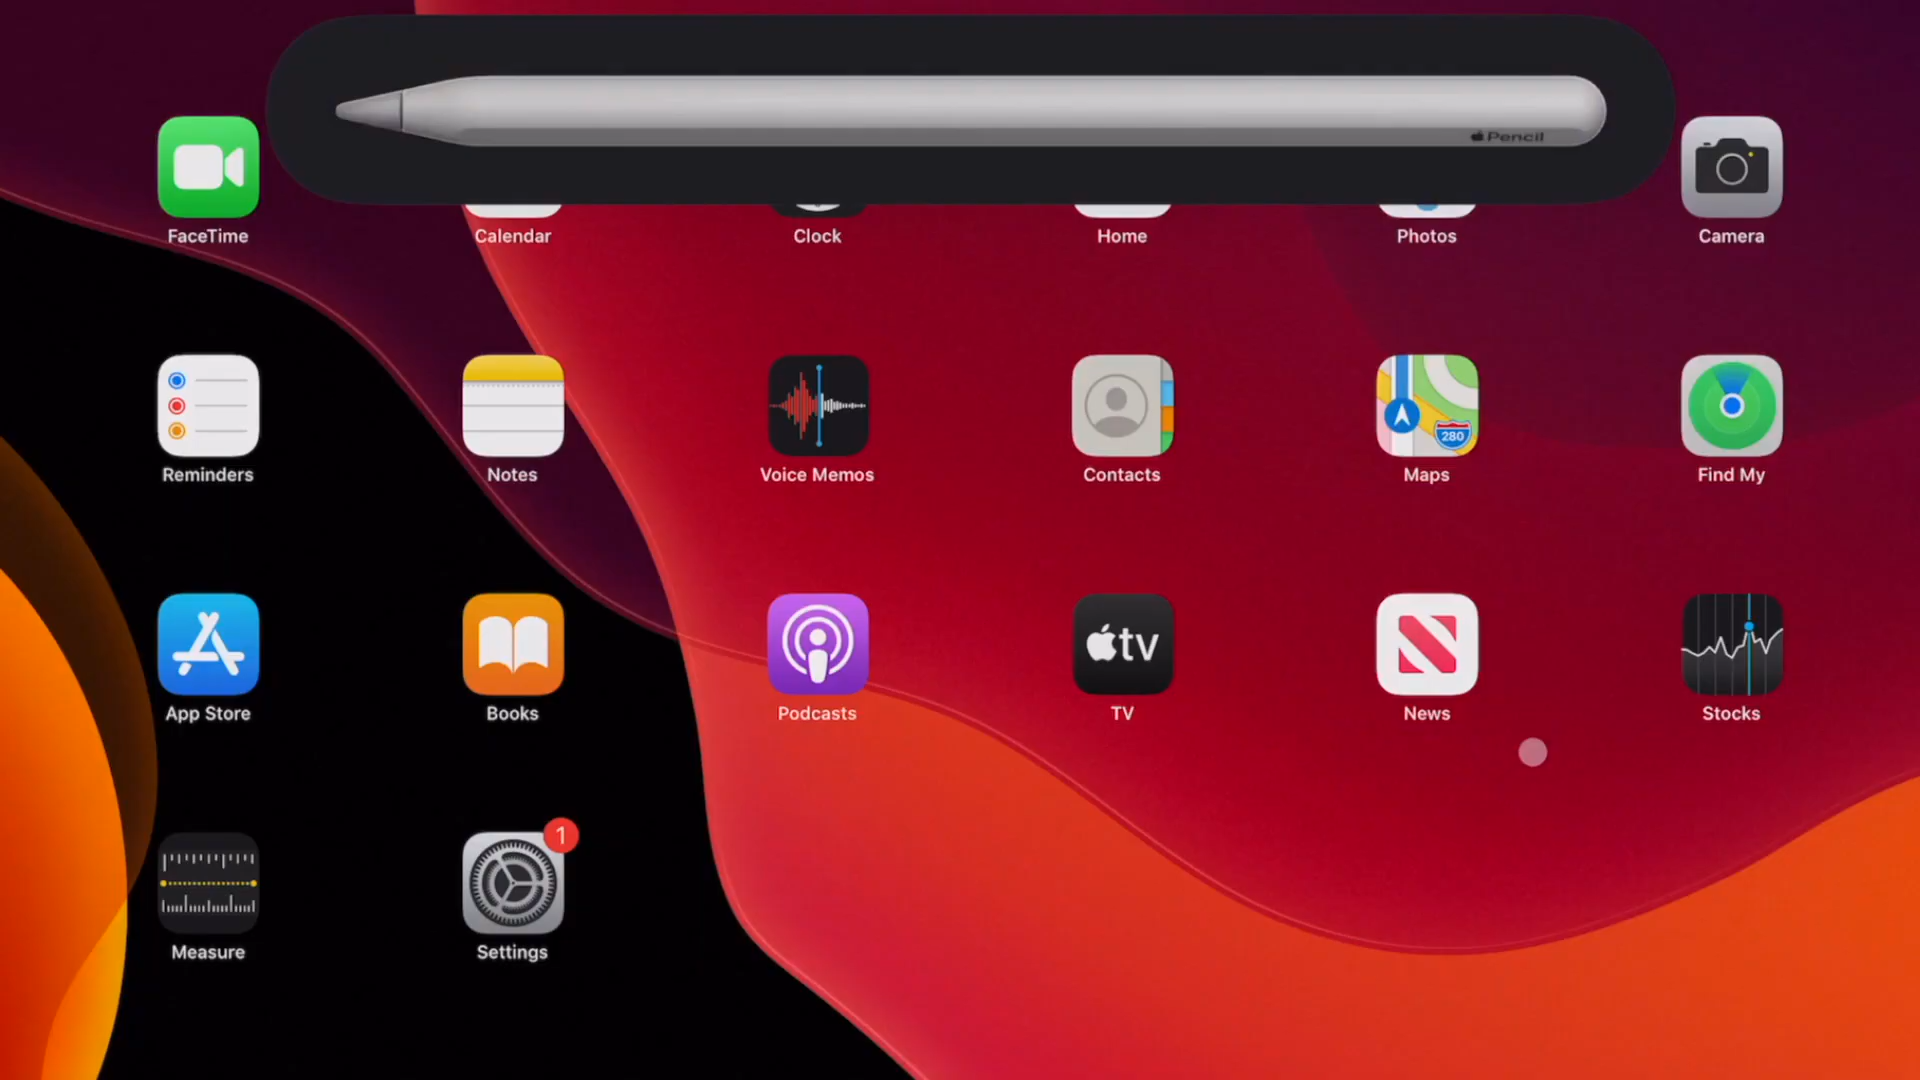 Pencil
FaceTime
Calendar
Clock
Home
Photos
Camera
280
Reminders
Notes
Voice Memos
Contacts
Maps
Find My
tv
App Store
Books
Podcasts
TV
News
Stocks
1
Measure
Settings